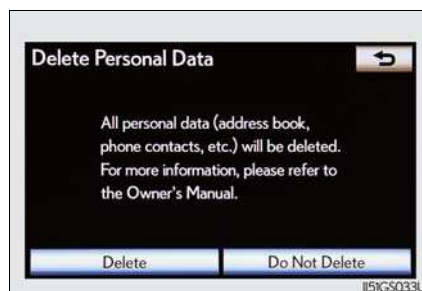 Delete Personal Data
All personal data (address book,
phone contacts, etc.) will be deleted.
For more information, please refer to
the Owner's Manual.
Delete Do Not Delete
II51GS033L